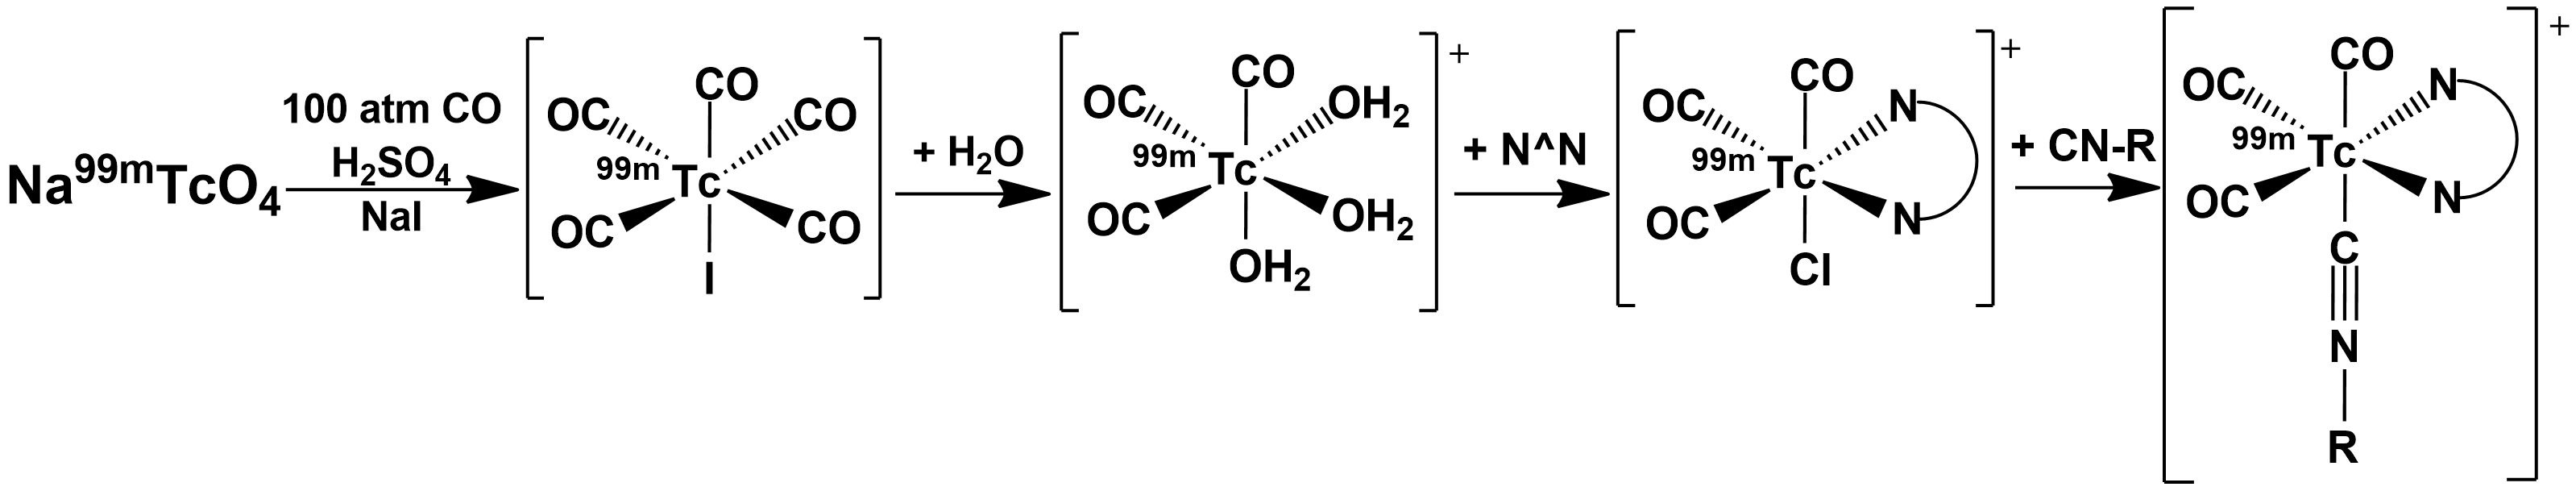 Na99mTcO4
100 atm CO
H2SO4
NaI
CO
OC
CO
99m Tc
OC
CO
I
+ H2O
CO
+
OC
OH2
99m Tc
OC
OH2
OH2
+ N^N
CO
+
OC
N
99m Tc
OC
N
Cl
+ CN-R
CO
+
OC
N
99m Tc
OC
N
C
N
R